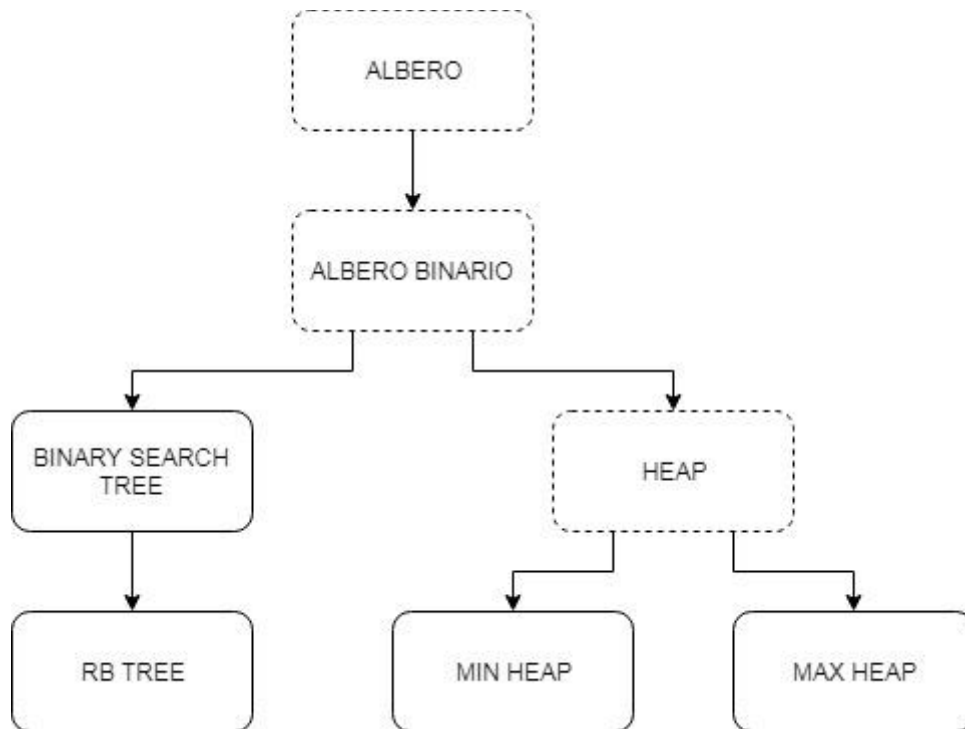 ALBERO
ALBERO BINARIO
BINARY SEARCH
TREE
HEAP
RB TREE
MIN HEAP
MAX HEAP